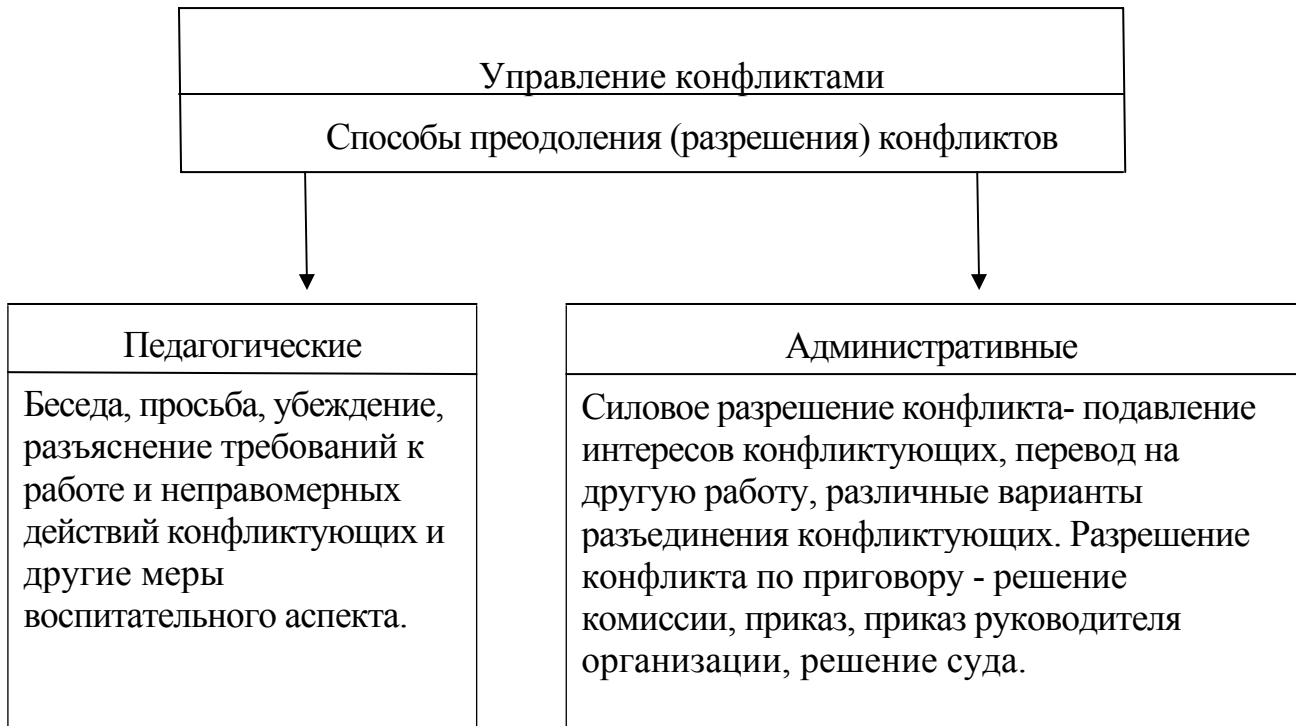 Управление конфликтами
Способы преодоления (разрешения) конфликтов
Педагогические
Беседа, просьба, убеждение,
разъяснение требований к
работе и неправомерных
действий конфликтующих и
другие меры
воспитательного аспекта.
Административные
Силовое разрешение конфликта- подавление
интересов конфликтующих, перевод на
другую работу, различные варианты
разъединения конфликтующих. Разрешение
конфликта по приговору - решение
комиссии, приказ, приказ руководителя
организации, решение суда.